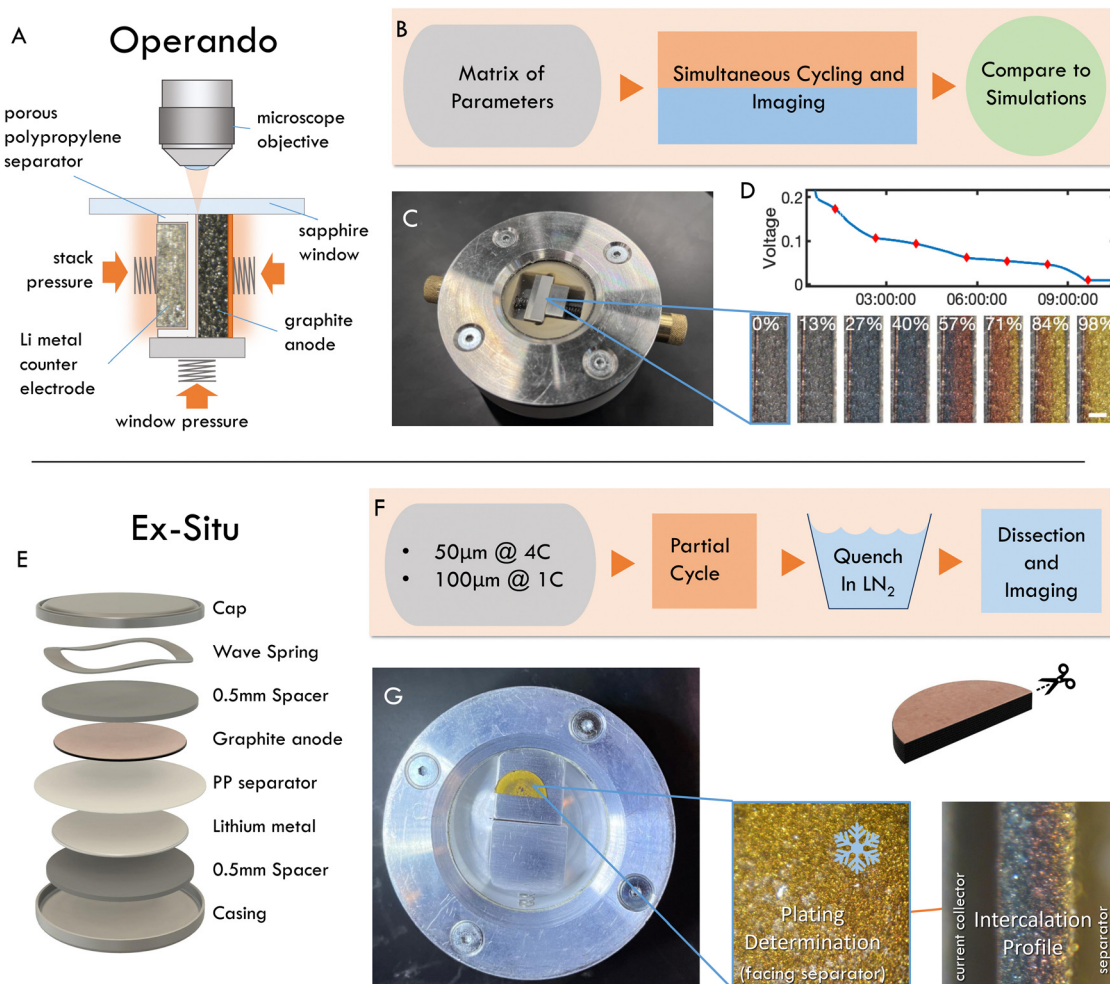 A
Operando
porous
polypropylene
separator
microscope
objective
sapphire
window
stack
pressure
graphite
anode
Li metal
counter
electrode
window pressure
B
Matrix of
Parameters
Simultaneous Cycling and
Imaging
Compare to
Simulations
C
D
Voltage
0.2
0.1
0
03:00:00
06:00:00
09:00:00
0%
13%
27%
40%
57%
71%
84%
98%
Ex-Situ
E
Cap
Wave Spring
0.5mm Spacer
Graphite anode
PP separator
Lithium metal
0.5mm Spacer
Casing
F
• 50µm @ 4C
• 100µm @ 1C
Partial
Cycle
Quench
In LN₂
Dissection
and
Imaging
G
Plating
Determination
(facing separator)
current collector
Intercalation
Profile
separator